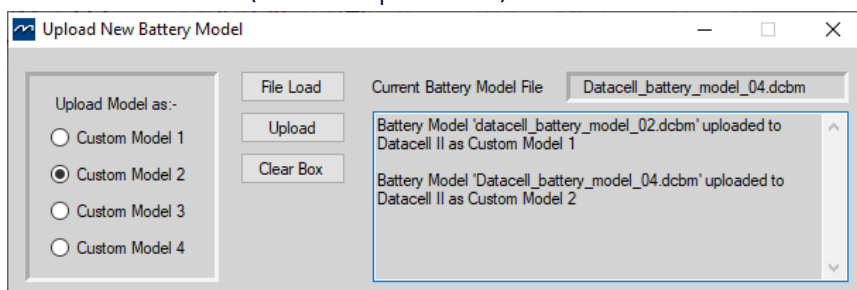 Upload New Battery Model
Upload Model as:-
Custom Model 1
Custom Model 2
Custom Model 3
Custom Model 4
File Load
Upload
Clear Box
Current Battery Model File
Datacell_battery_model_04.dcbm
Battery Model 'datacell_battery_model_02.dcbm' uploaded to
Datacell II as Custom Model 1
Battery Model 'Datacell_battery_model_04.dcbm' uploaded to
Datacell II as Custom Model 2